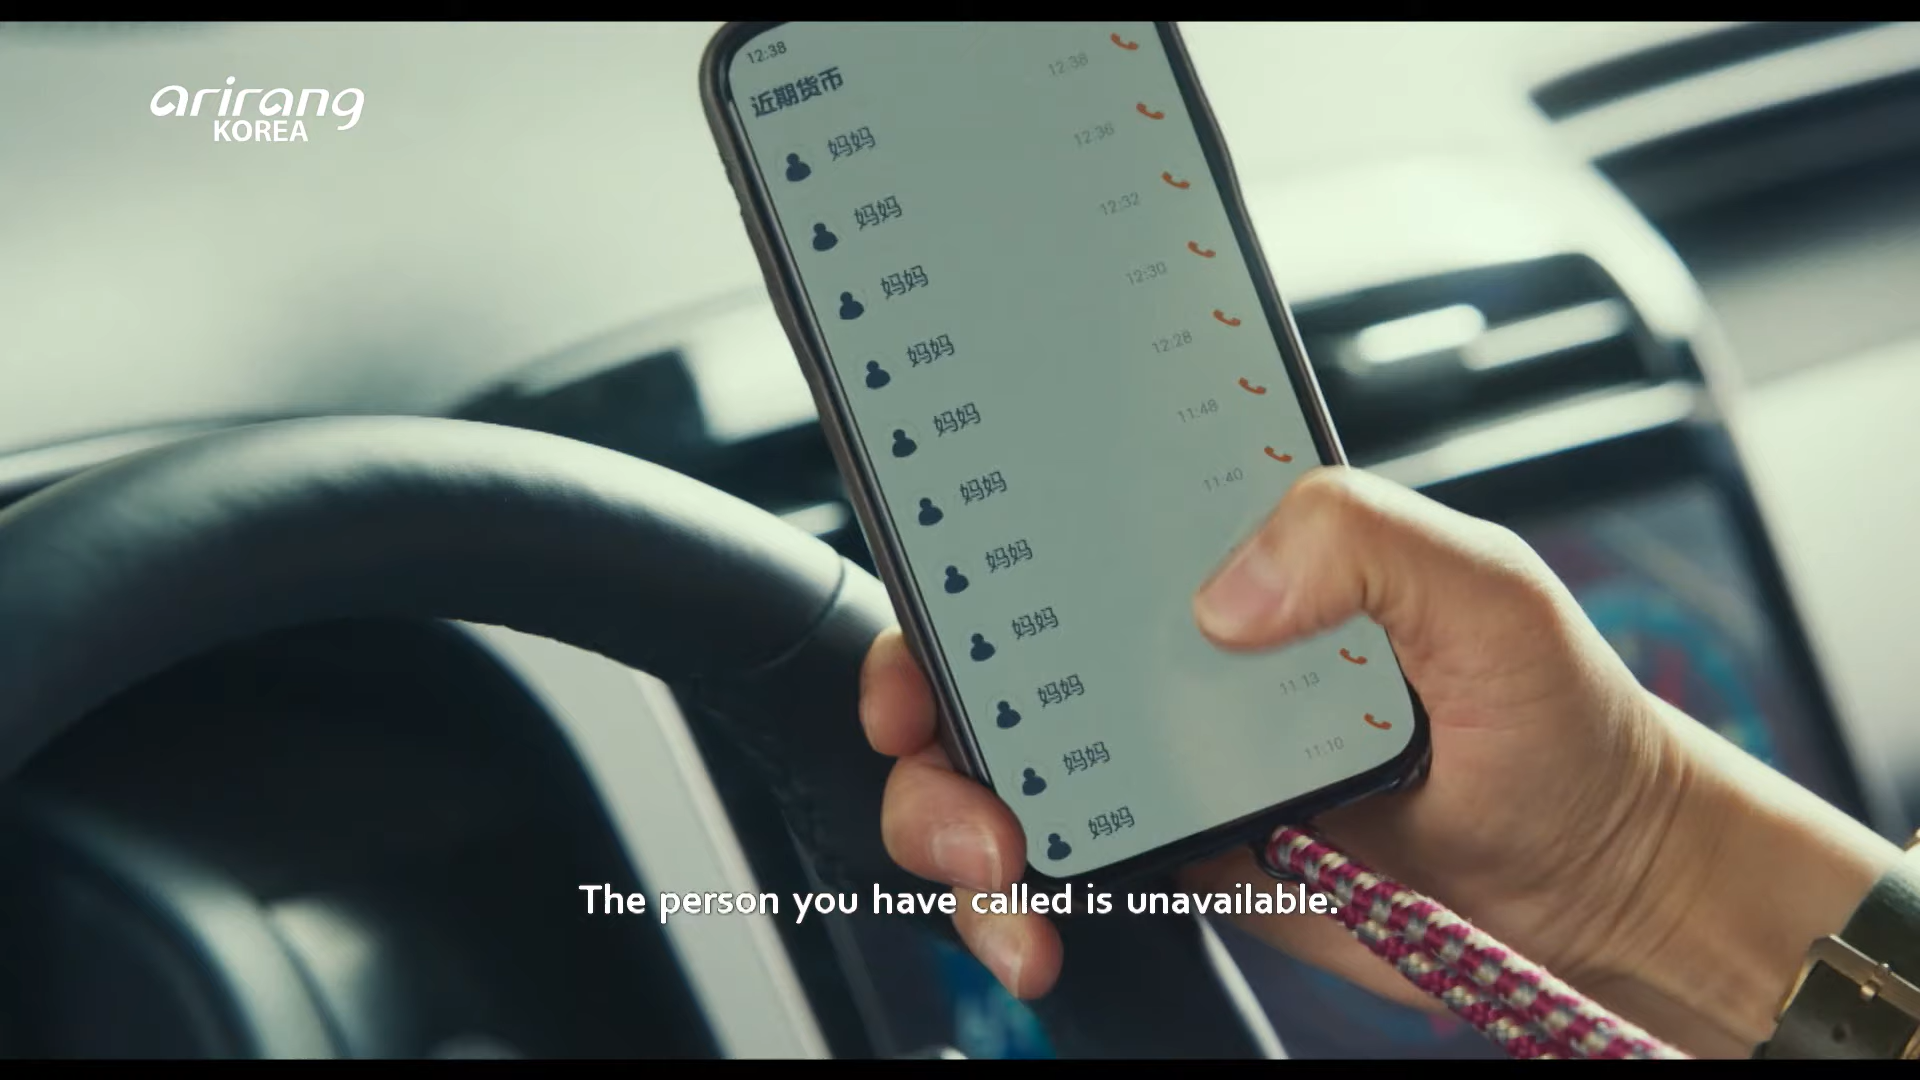 arirang
KOREA
12:38
近期货币
妈妈 12:38
妈妈 12:36
妈妈 12:32
妈妈 12:30
妈妈 12:28
妈妈 11:48
妈妈 11:40
妈妈
妈妈
妈妈 11:13
妈妈 11:10
The person you have called is unavailable.